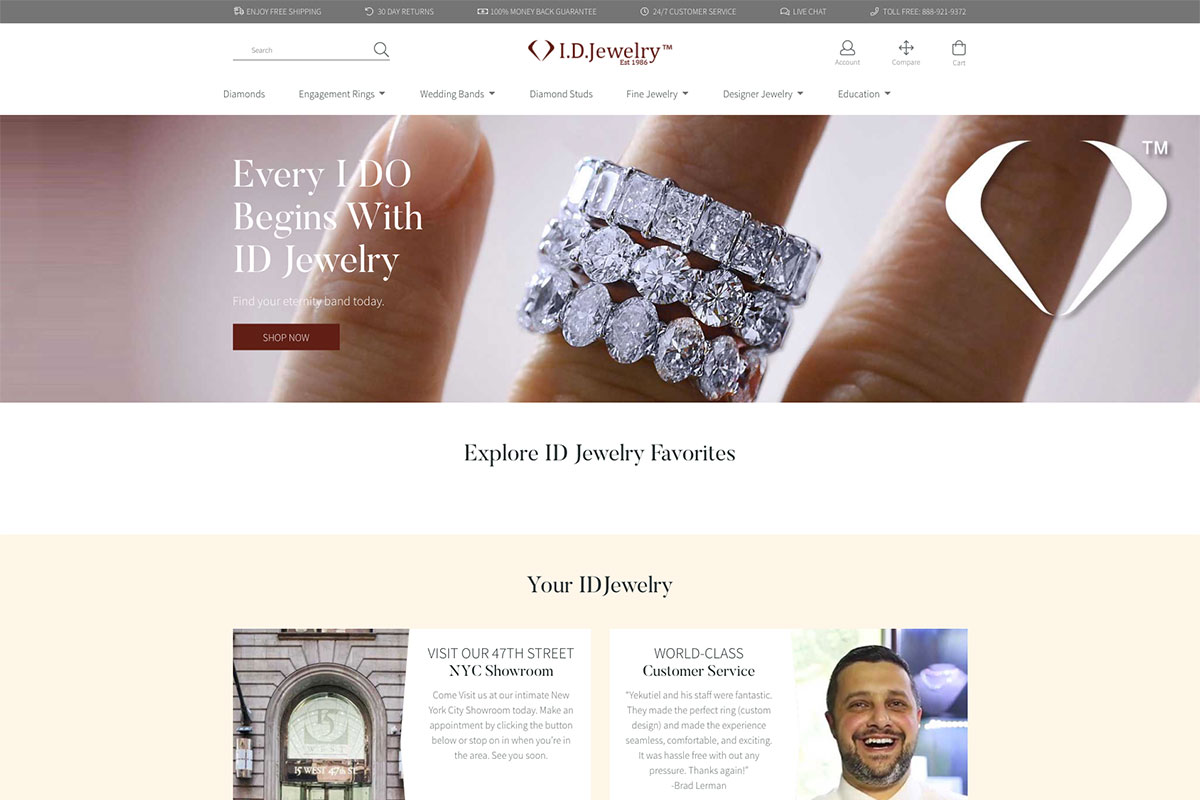 ENJOY FREE SHIPPING
30 DAY RETURNS
100% MONEY BACK GUARANTEE
24/7 CUSTOMER SERVICE
LIVE CHAT
TOLL FREE: 888-921-9372
Search
I.D.Jewelry™
Est 1986
Account
Compare
Cart
Diamonds
Engagement Rings
Wedding Bands
Diamond Studs
Fine Jewelry
Designer Jewelry
Education
Every I DO
Begins With
ID Jewelry
Find your eternity band today.
SHOP NOW
TM
Explore ID Jewelry Favorites
Your IDJewelry
15
WEST
15 WEST 47th ST.
VISIT OUR 47TH STREET
NYC Showroom
Come Visit us at our intimate New
York City Showroom today. Make an
appointment by clicking the button
below or stop on in when you're in
the area. See you soon.
WORLD-CLASS
Customer Service
"Yekutiel and his staff were fantastic.
They made the perfect ring (custom
design) and made the experience
seamless, comfortable, and exciting.
It was hassle free with out any
pressure. Thanks again!"
-Brad Lerman